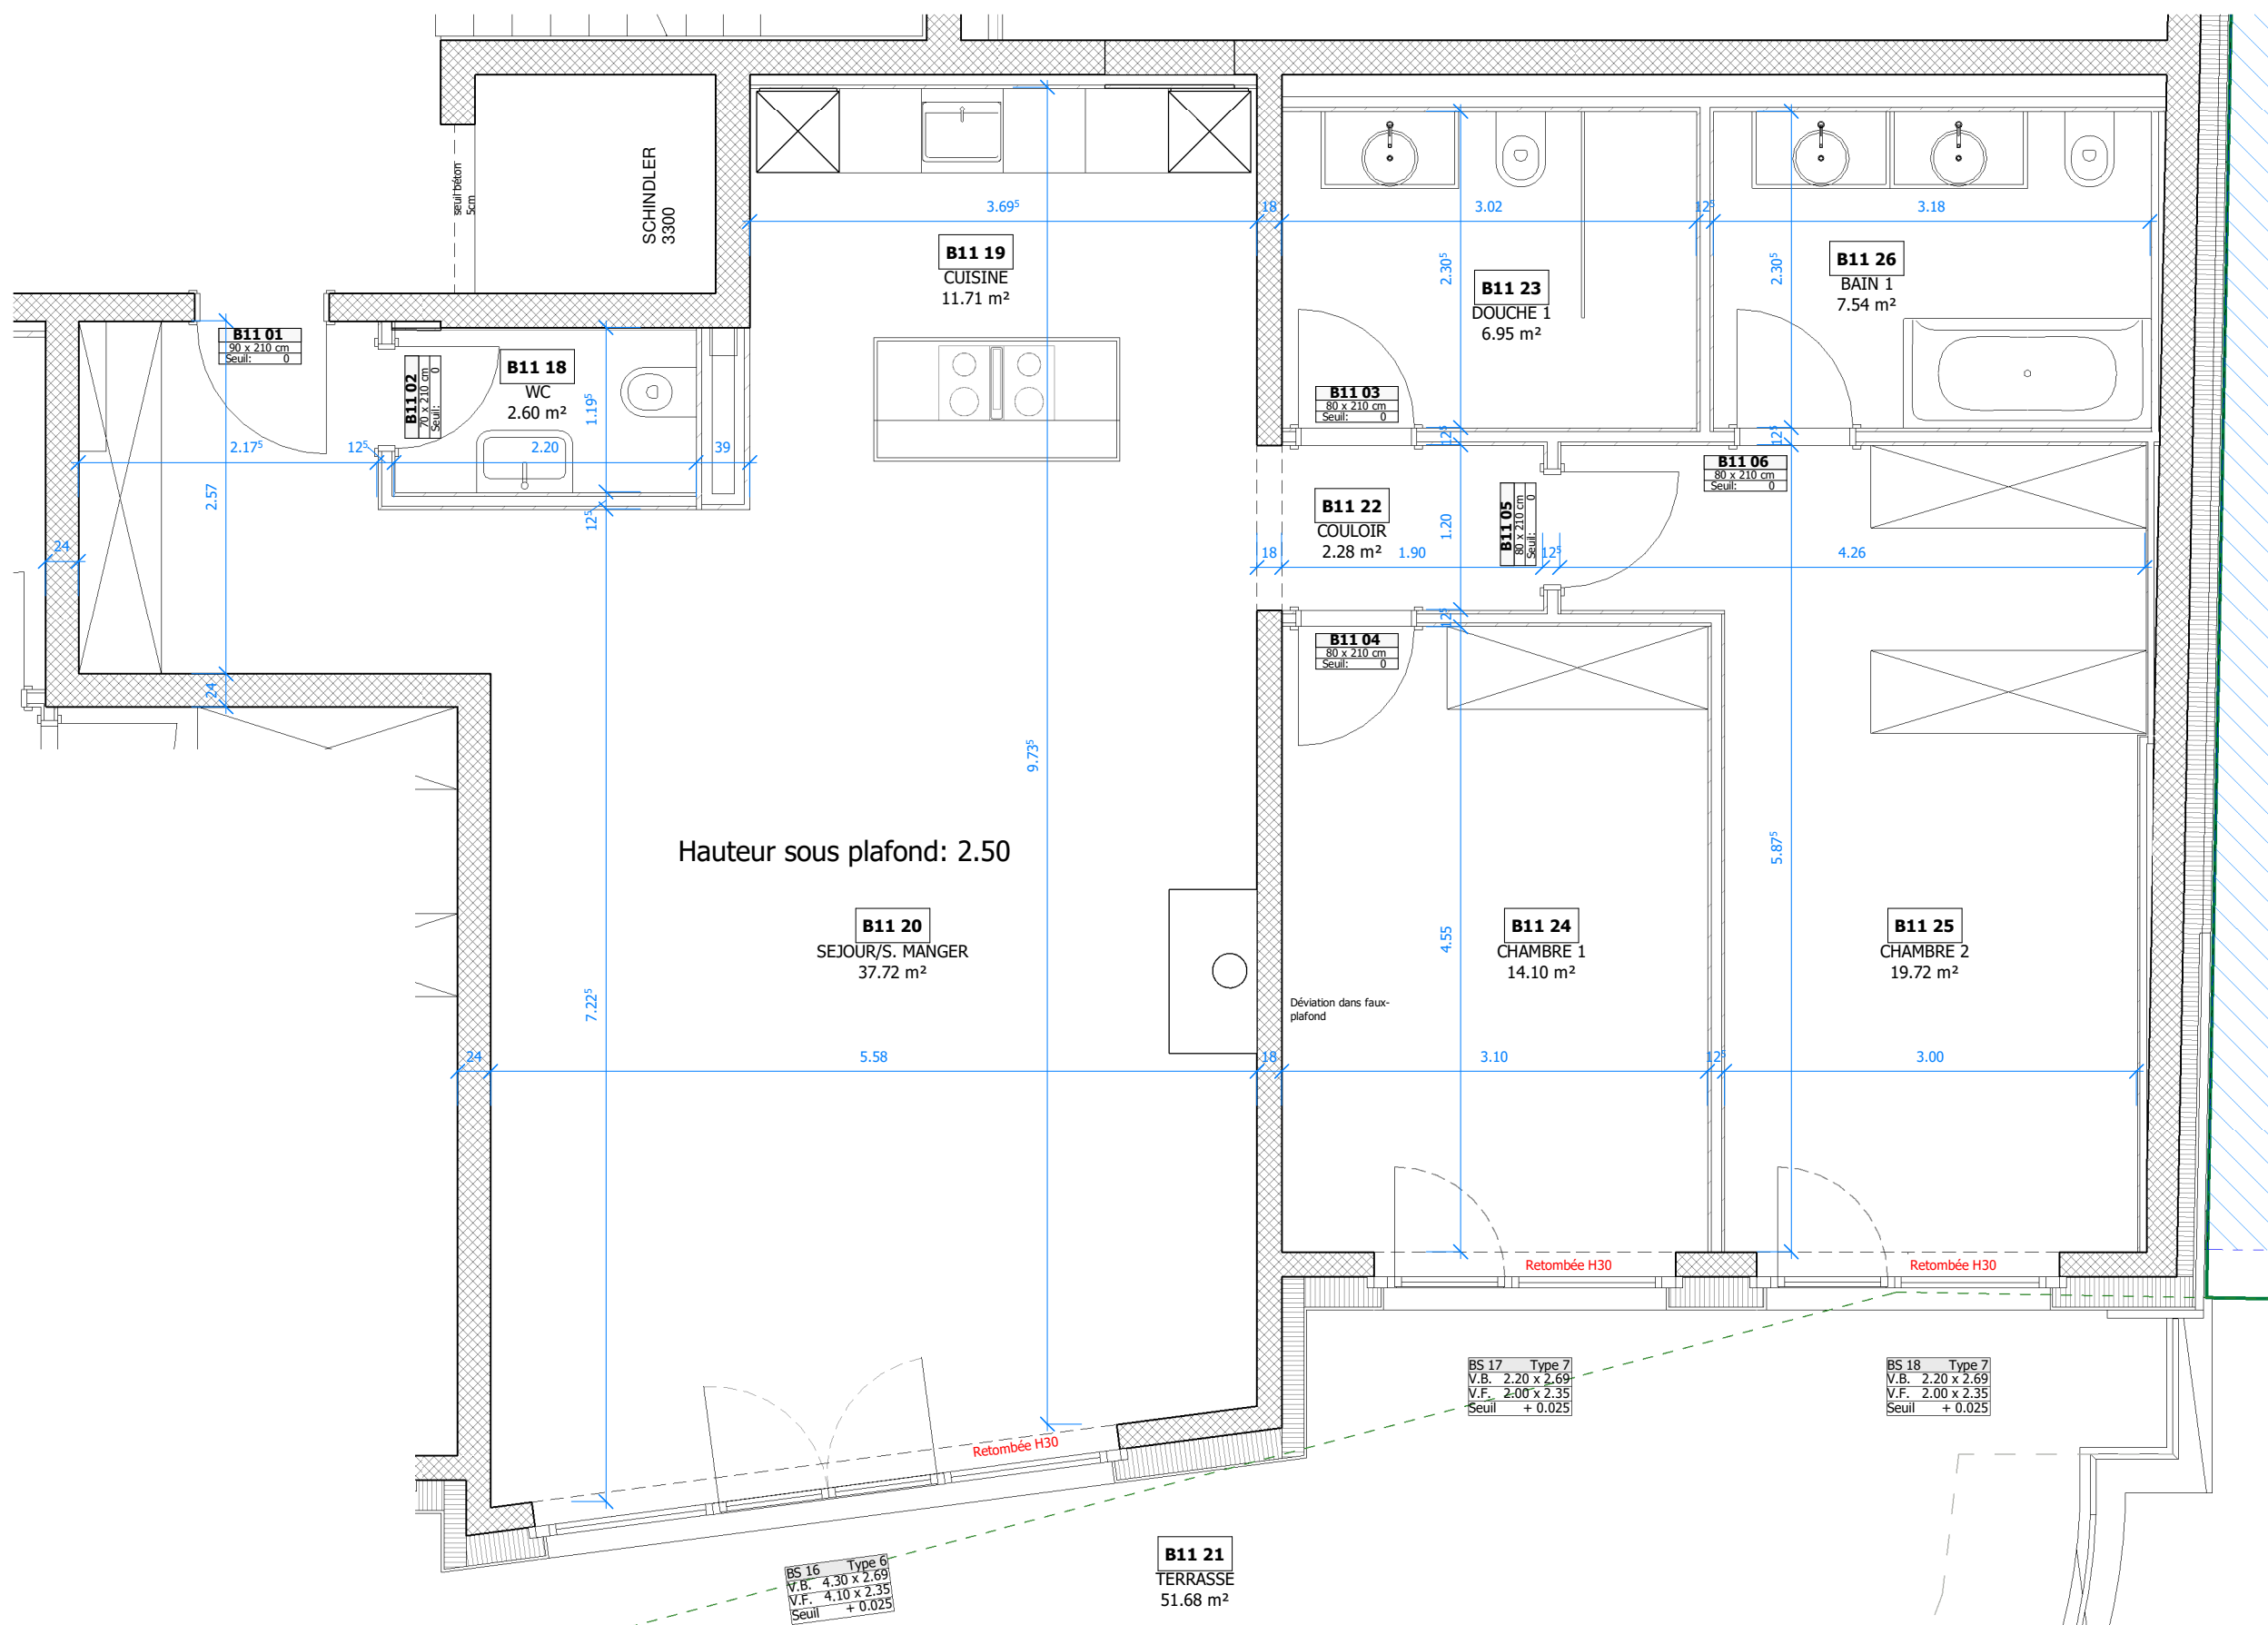 seuil béton
5cm
SCHINDLER
3300
3.69⁵
18
3.02
12⁵
3.18
B11 19
CUISINE
11.71 m²
2.30⁵
B11 23
DOUCHE 1
6.95 m²
2.30⁵
B11 26
BAIN 1
7.54 m²
B11 01
90 x 210 cm
Seuil: 0
B11 02
70 x 210 cm
Seuil: 0
B11 18
WC
2.60 m²
1.19⁵
B11 03
80 x 210 cm
Seuil: 0
2.17⁵
12⁵
2.20
39
12⁵
12⁵
B11 06
80 x 210 cm
Seuil: 0
2.57
12⁵
24
B11 22
COULOIR
2.28 m²
1.20
B11 05
80 x 210 cm
Seuil: 0
18
1.90
12⁵
4.26
12⁵
B11 04
80 x 210 cm
Seuil: 0
24
9.73⁵
Hauteur sous plafond: 2.50
5.87⁵
B11 20
SEJOUR/S. MANGER
37.72 m²
4.55
B11 24
CHAMBRE 1
14.10 m²
B11 25
CHAMBRE 2
19.72 m²
7.22⁵
Déviation dans faux-
plafond
24
5.58
18
3.10
12⁵
3.00
Retombée H30
Retombée H30
Retombée H30
BS 17 Type 7
V.B. 2.20 x 2.69
V.F. 2.00 x 2.35
Seuil + 0.025
BS 18 Type 7
V.B. 2.20 x 2.69
V.F. 2.00 x 2.35
Seuil + 0.025
BS 16 Type 6
V.B. 4.30 x 2.69
V.F. 4.10 x 2.35
Seuil + 0.025
B11 21
TERRASSE
51.68 m²